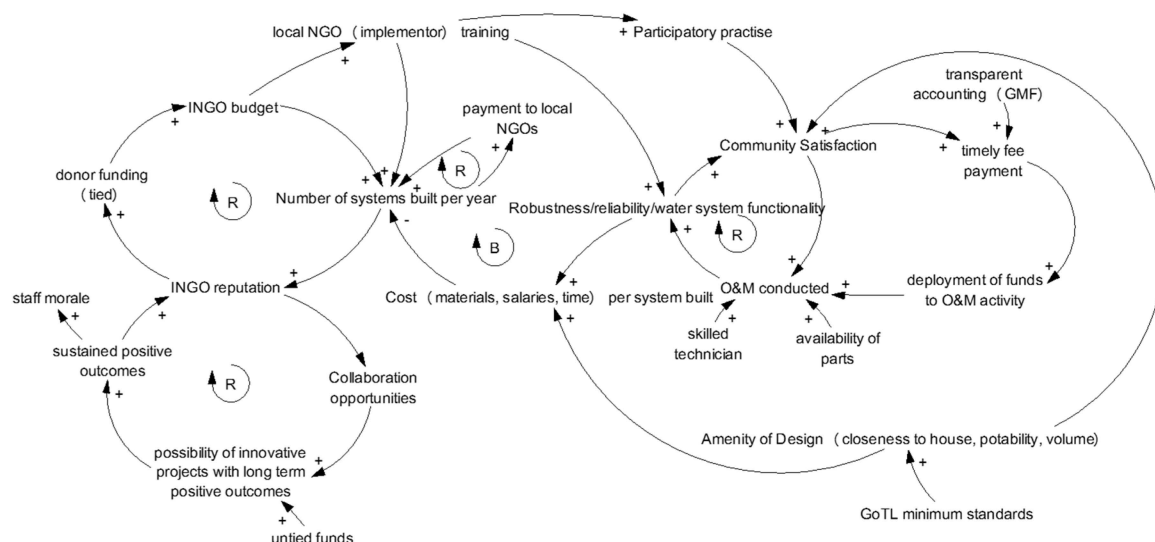 local NGO (implementor) training
+ Participatory practise
+
transparent
accounting (GMF)
INGO budget
+
payment to local
NGOs
+
+
+
+
+
Community Satisfaction
+
timely fee
payment
donor funding
(tied)
+
R
+
+
+
R
+
Number of systems built per year
-
+
Robustness/reliability/water system functionality
+
R
B
+
INGO reputation
staff morale
+
+
Cost (materials, salaries, time) per system built
+
+
+
O&M conducted
+
deployment of funds
to O&M activity
+
+
skilled
technician
+
availability of
parts
sustained positive
outcomes
+
R
Collaboration
opportunities
possibility of innovative
projects with long term
positive outcomes
+
Amenity of Design (closeness to house, potability, volume)
+
GoTL minimum standards
+
untied funds